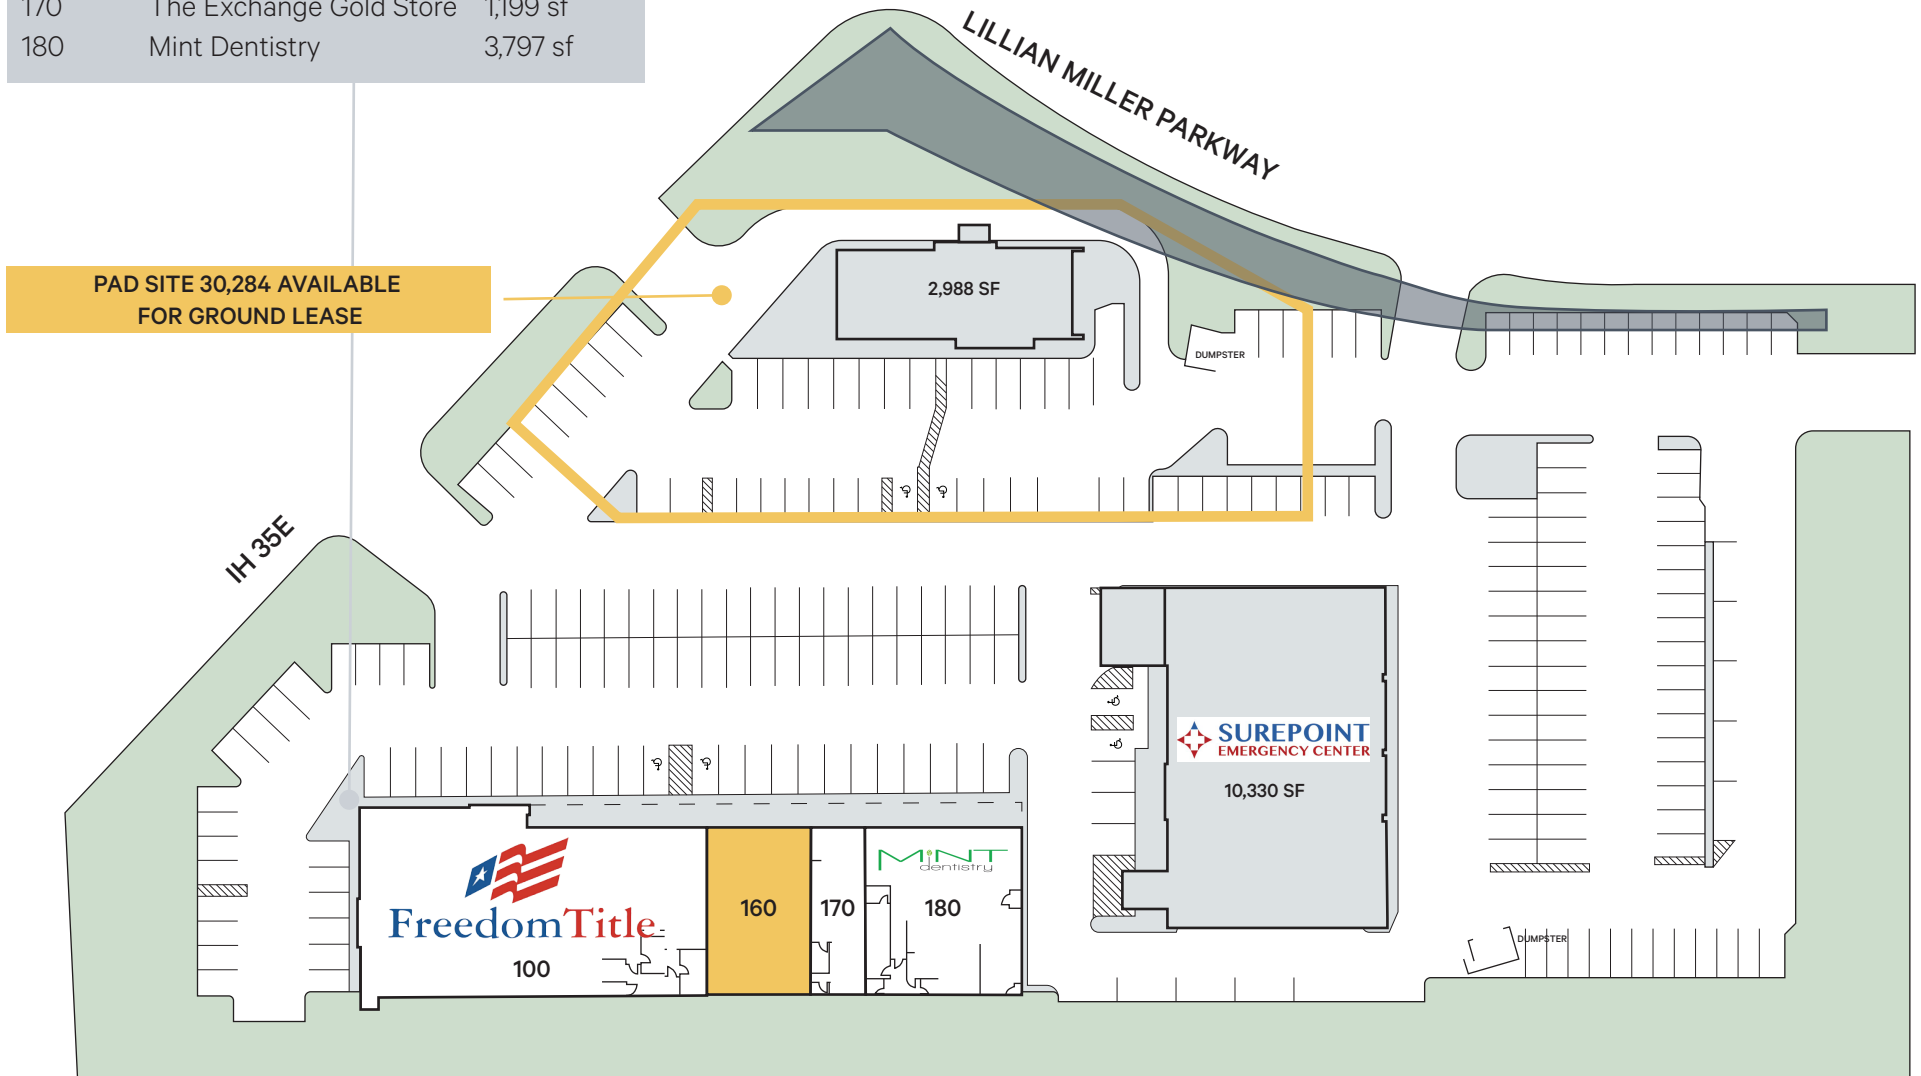 170 The Exchange Gold Store 1,199 sf
180 Mint Dentistry 3,797 sf
LILLIAN MILLER PARKWAY
PAD SITE 30,284 AVAILABLE
FOR GROUND LEASE
2,988 SF
DUMPSTER
IH 35E
SUREPOINT
EMERGENCY CENTER
10,330 SF
MiNT
dentistry
FreedomTitle
100
160
170
180
DUMPSTER